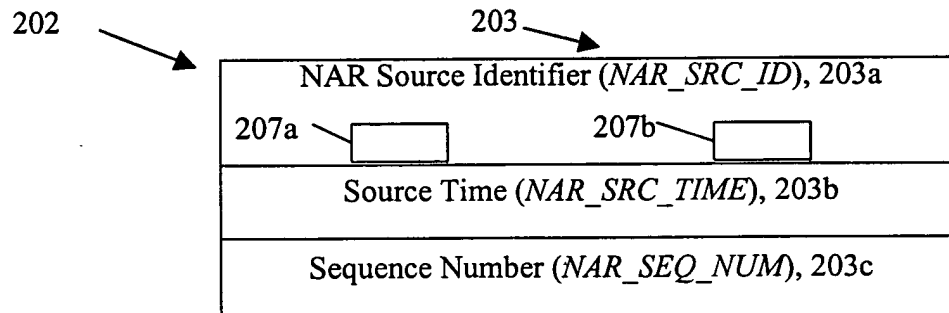 202
203
NAR Source Identifier (NAR_SRC_ID), 203a
207a 207b
Source Time (NAR_SRC_TIME), 203b
Sequence Number (NAR_SEQ_NUM), 203c